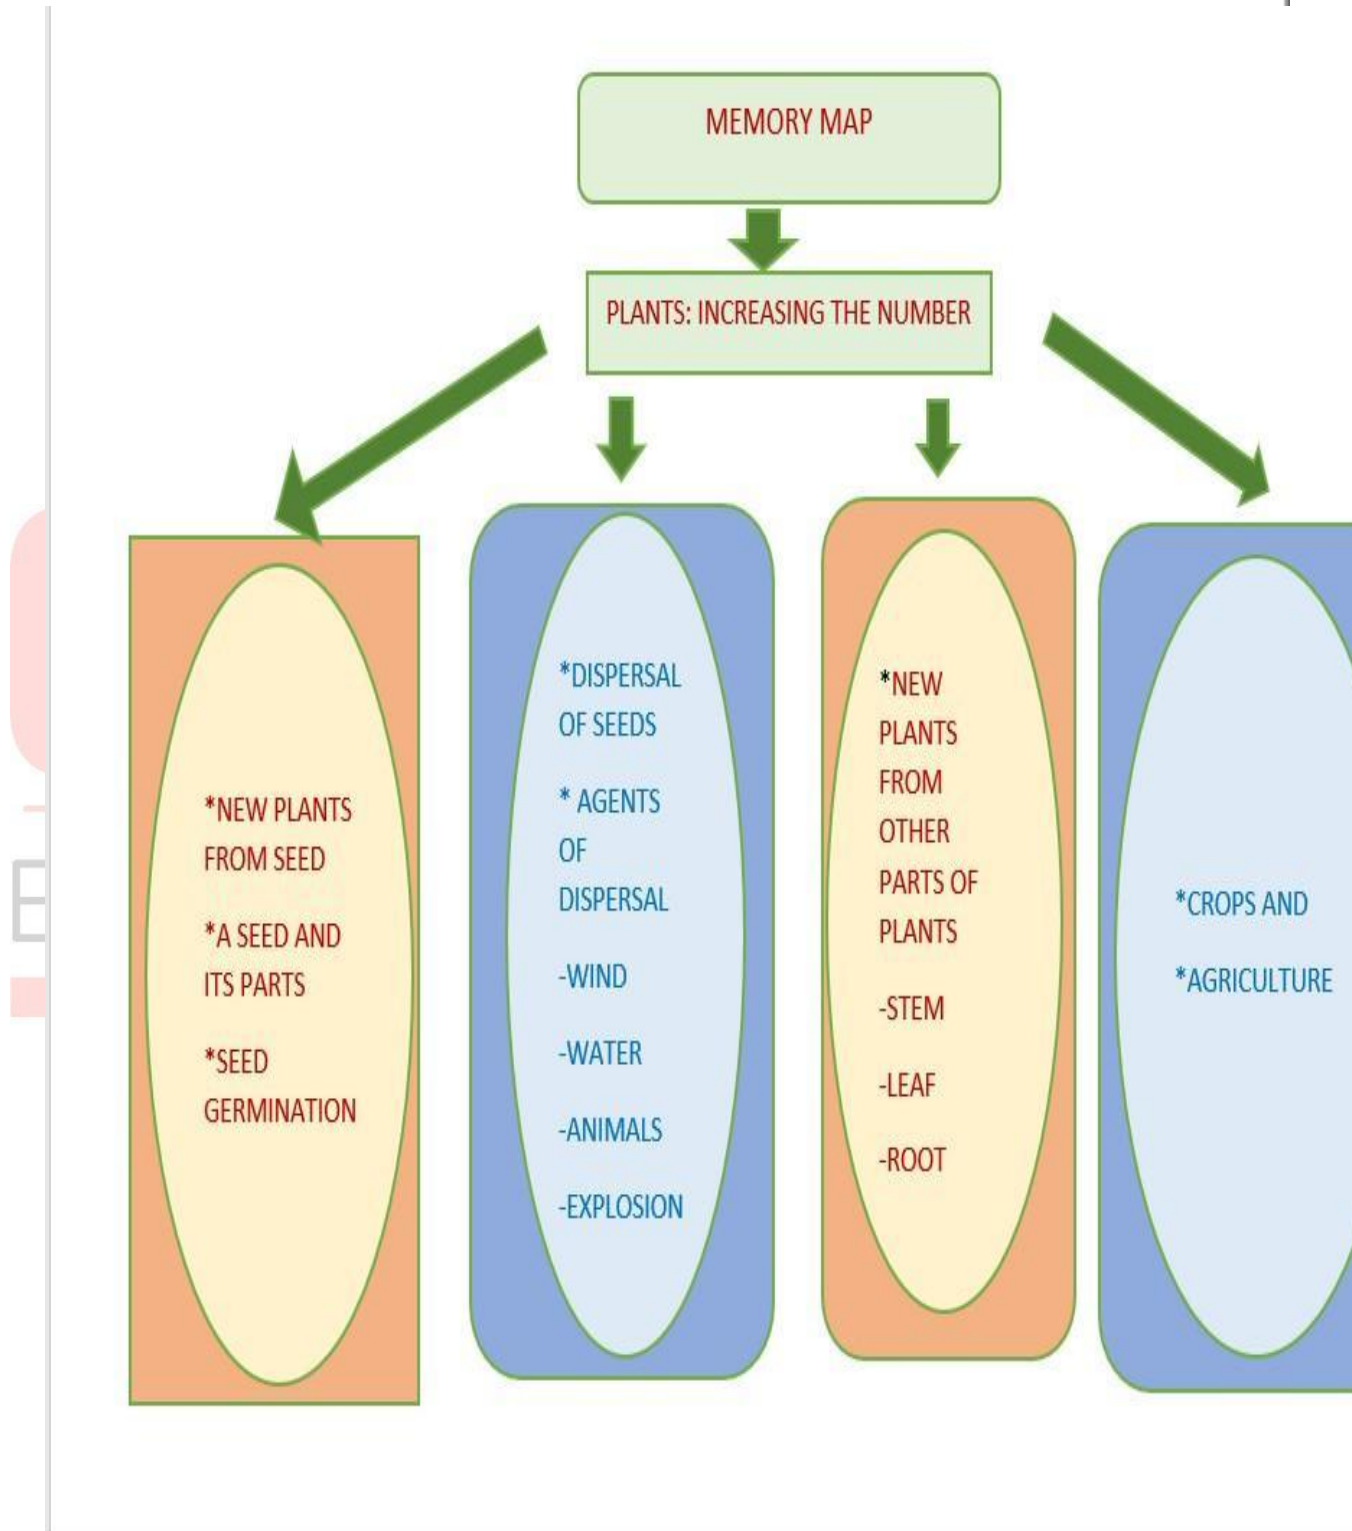 MEMORY MAP
PLANTS: INCREASING THE NUMBER
*NEW PLANTS
FROM SEED
*A SEED AND
ITS PARTS
*SEED
GERMINATION
*DISPERSAL
OF SEEDS
* AGENTS
OF
DISPERSAL
-WIND
-WATER
-ANIMALS
-EXPLOSION
*NEW
PLANTS
FROM
OTHER
PARTS OF
PLANTS
-STEM
-LEAF
-ROOT
*CROPS AND
*AGRICULTURE